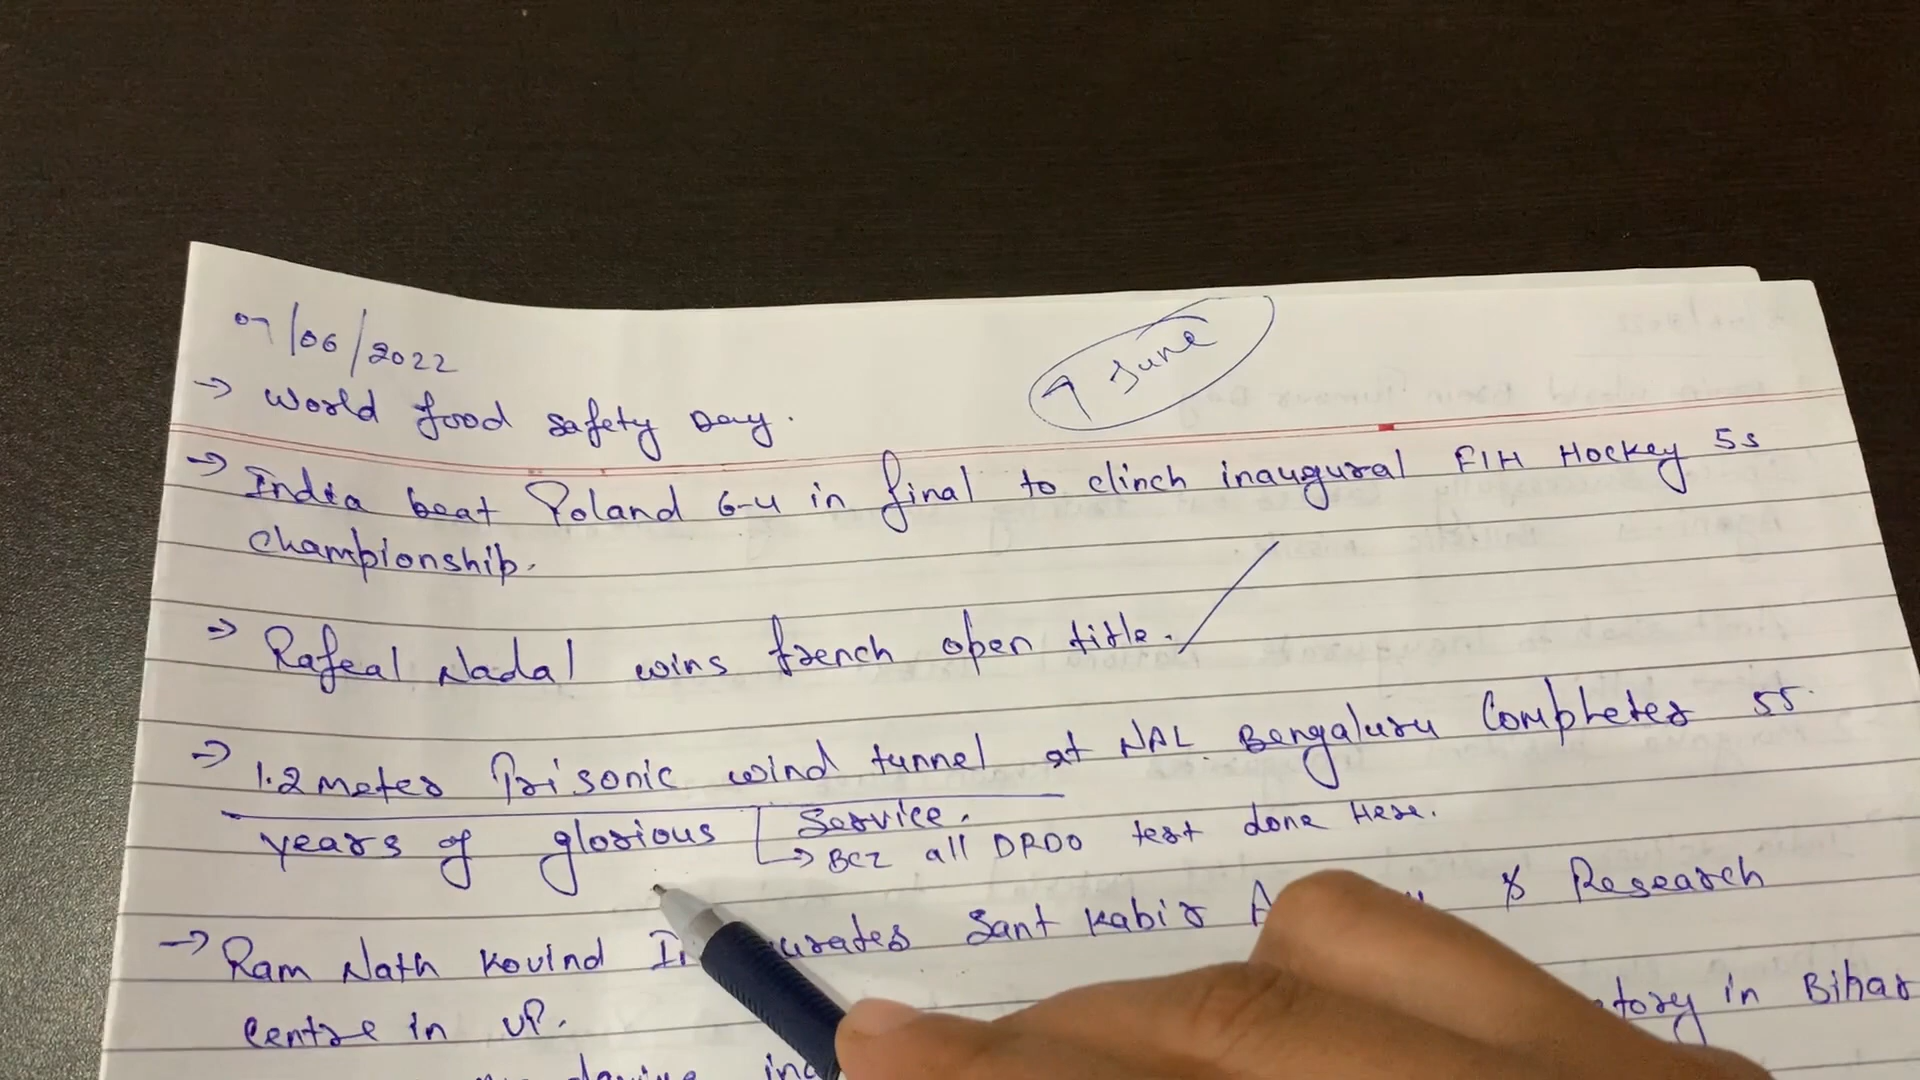 07/06/2022
7 June
→ World food safety Day.
→ India beat Poland 6-4 in final to clinch inaugural FIH Hockey 5s
championship.
→ Rafeal Nadal wins french open title.
→ 1.2 meter Trisonic wind tunnel at NAL Bengaluru Completes 55
years of glorious Service.
→ BCZ all DRDO test done Here.
→ Ram Nath Kovind Sant Kabir & Research
centre in UP.
in Bihar